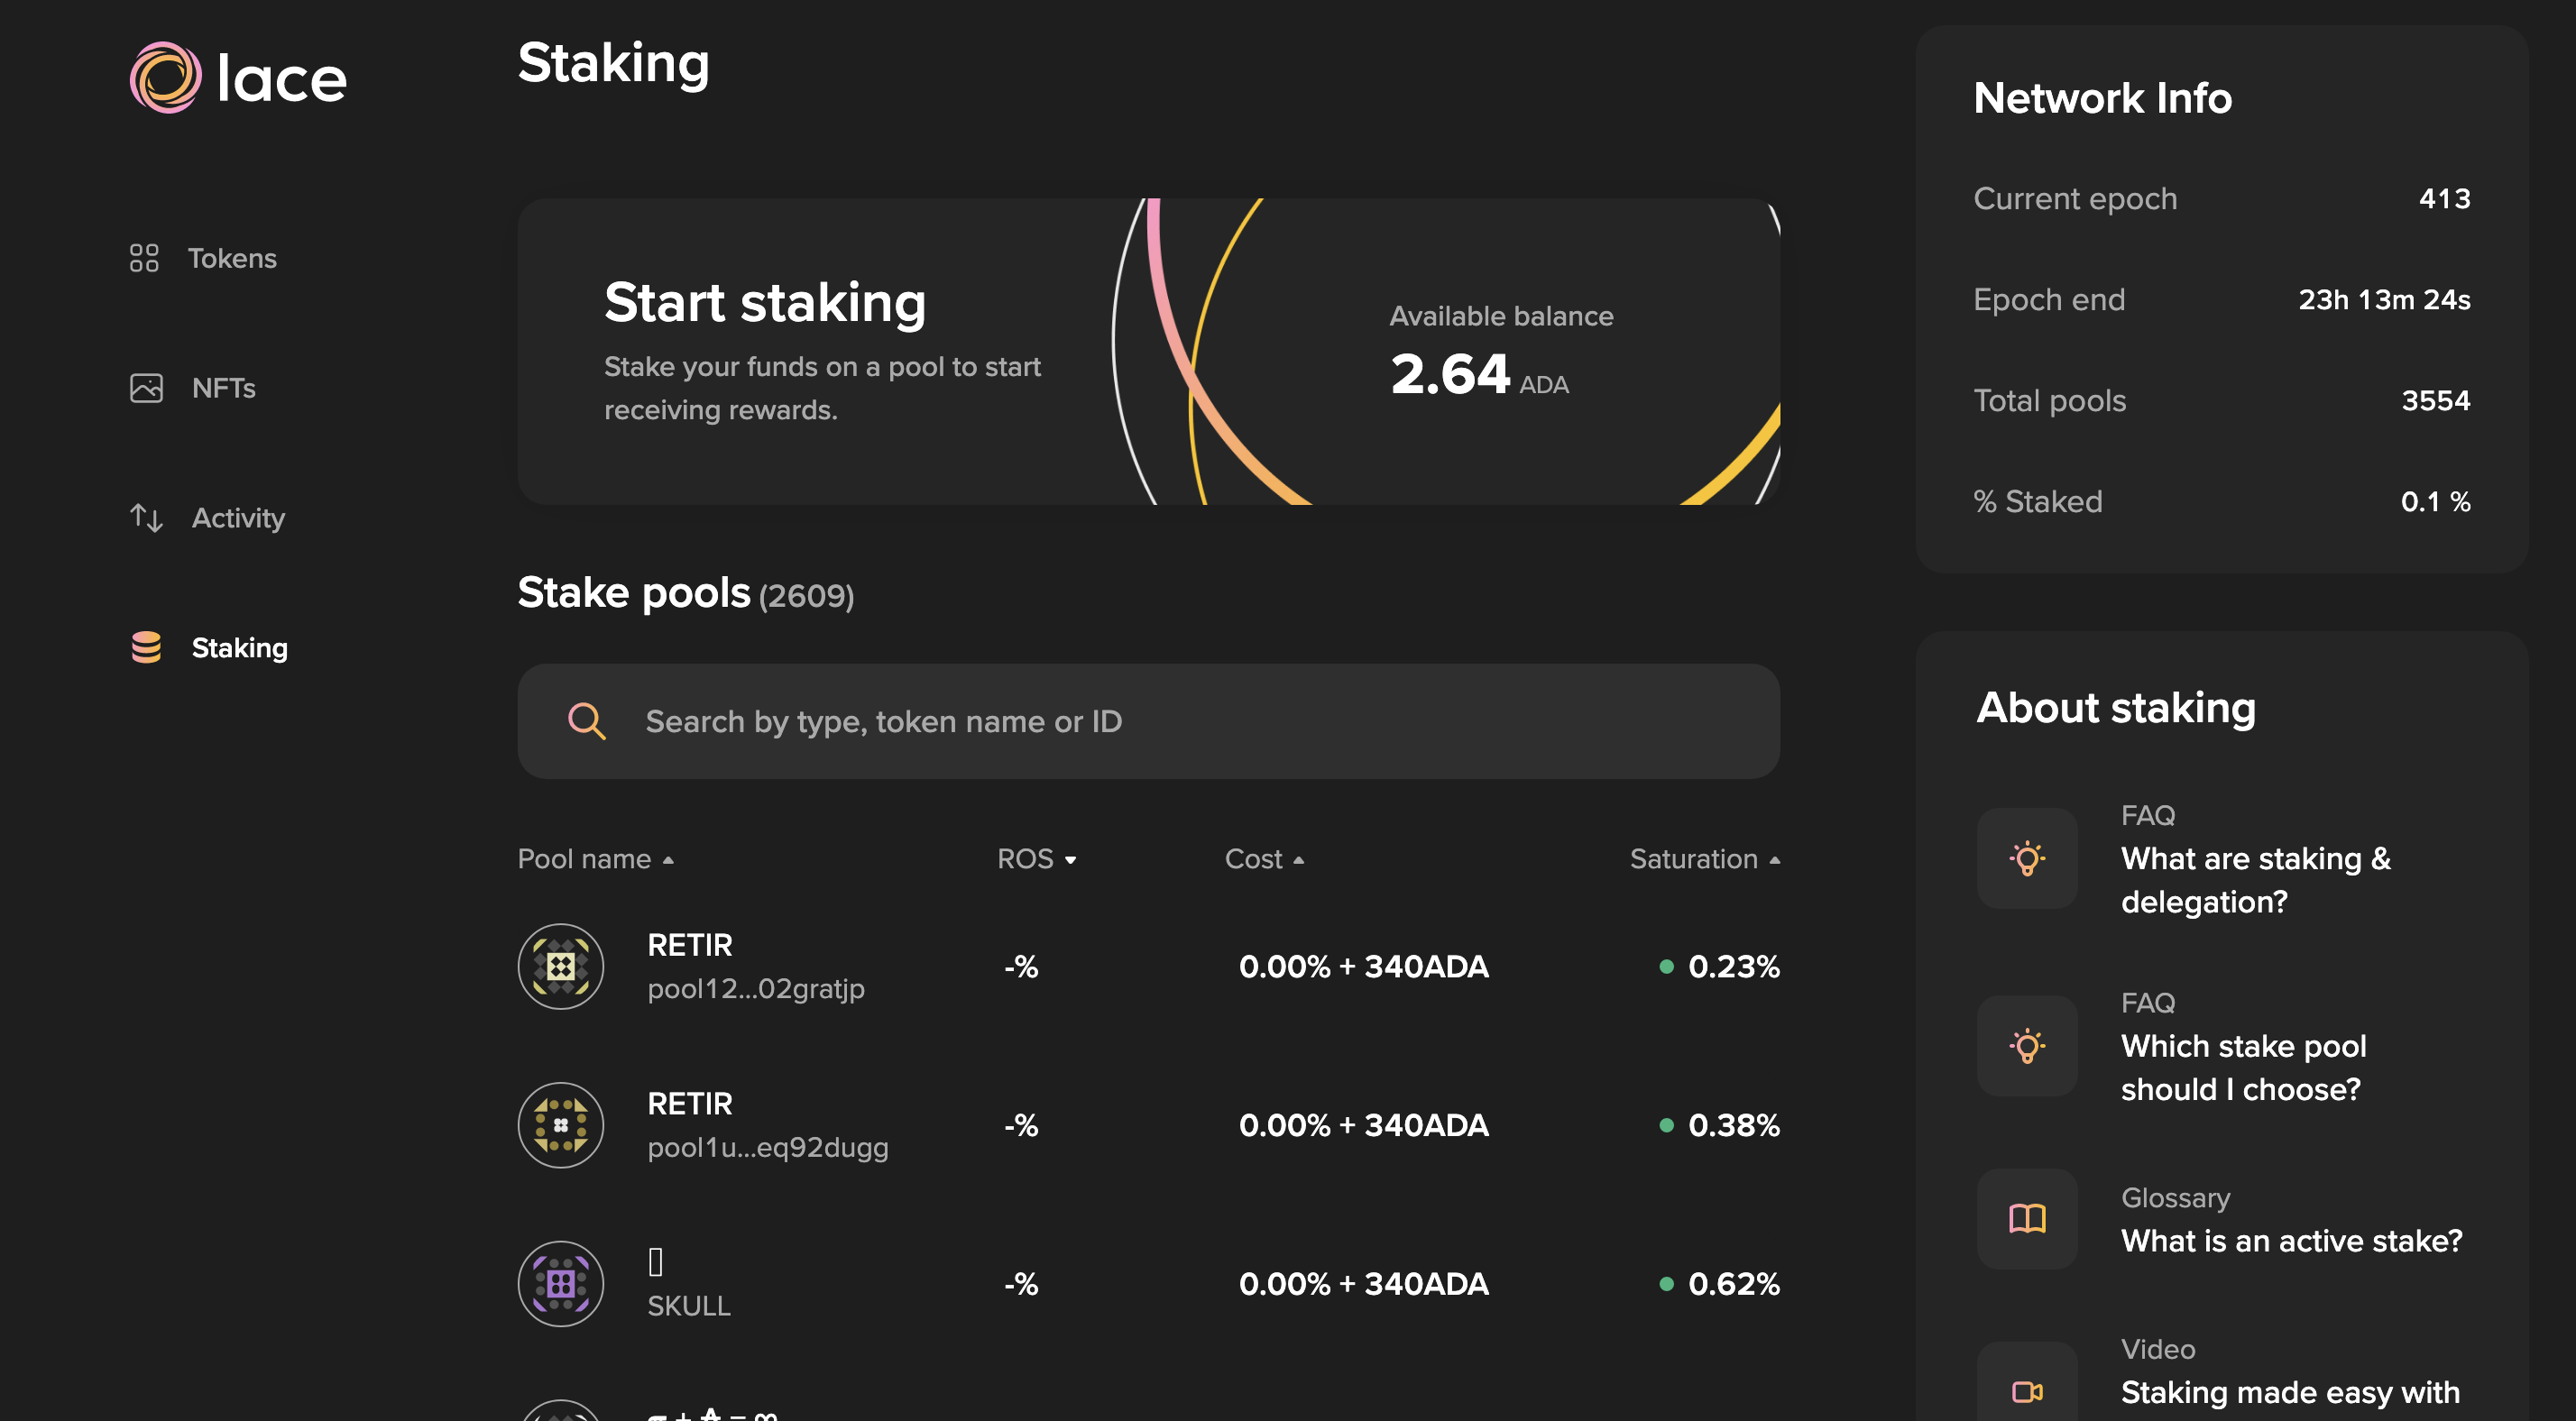 lace
Tokens
NFTs
Activity
Staking
Staking
Start staking
Stake your funds on a pool to start
receiving rewards.
Available balance
2.64 ADA
Stake pools (2609)
Search by type, token name or ID
Pool name ROS Cost Saturation
RETIR
pool12...02gratjp
-% 0.00% + 340ADA 0.23%
RETIR
pool1u...eq92dugg
-% 0.00% + 340ADA 0.38%
SKULL
-% 0.00% + 340ADA 0.62%
Network Info
Current epoch 413
Epoch end 23h 13m 24s
Total pools 3554
% Staked 0.1 %
About staking
FAQ
What are staking &
delegation?
FAQ
Which stake pool
should I choose?
Glossary
What is an active stake?
Video
Staking made easy with